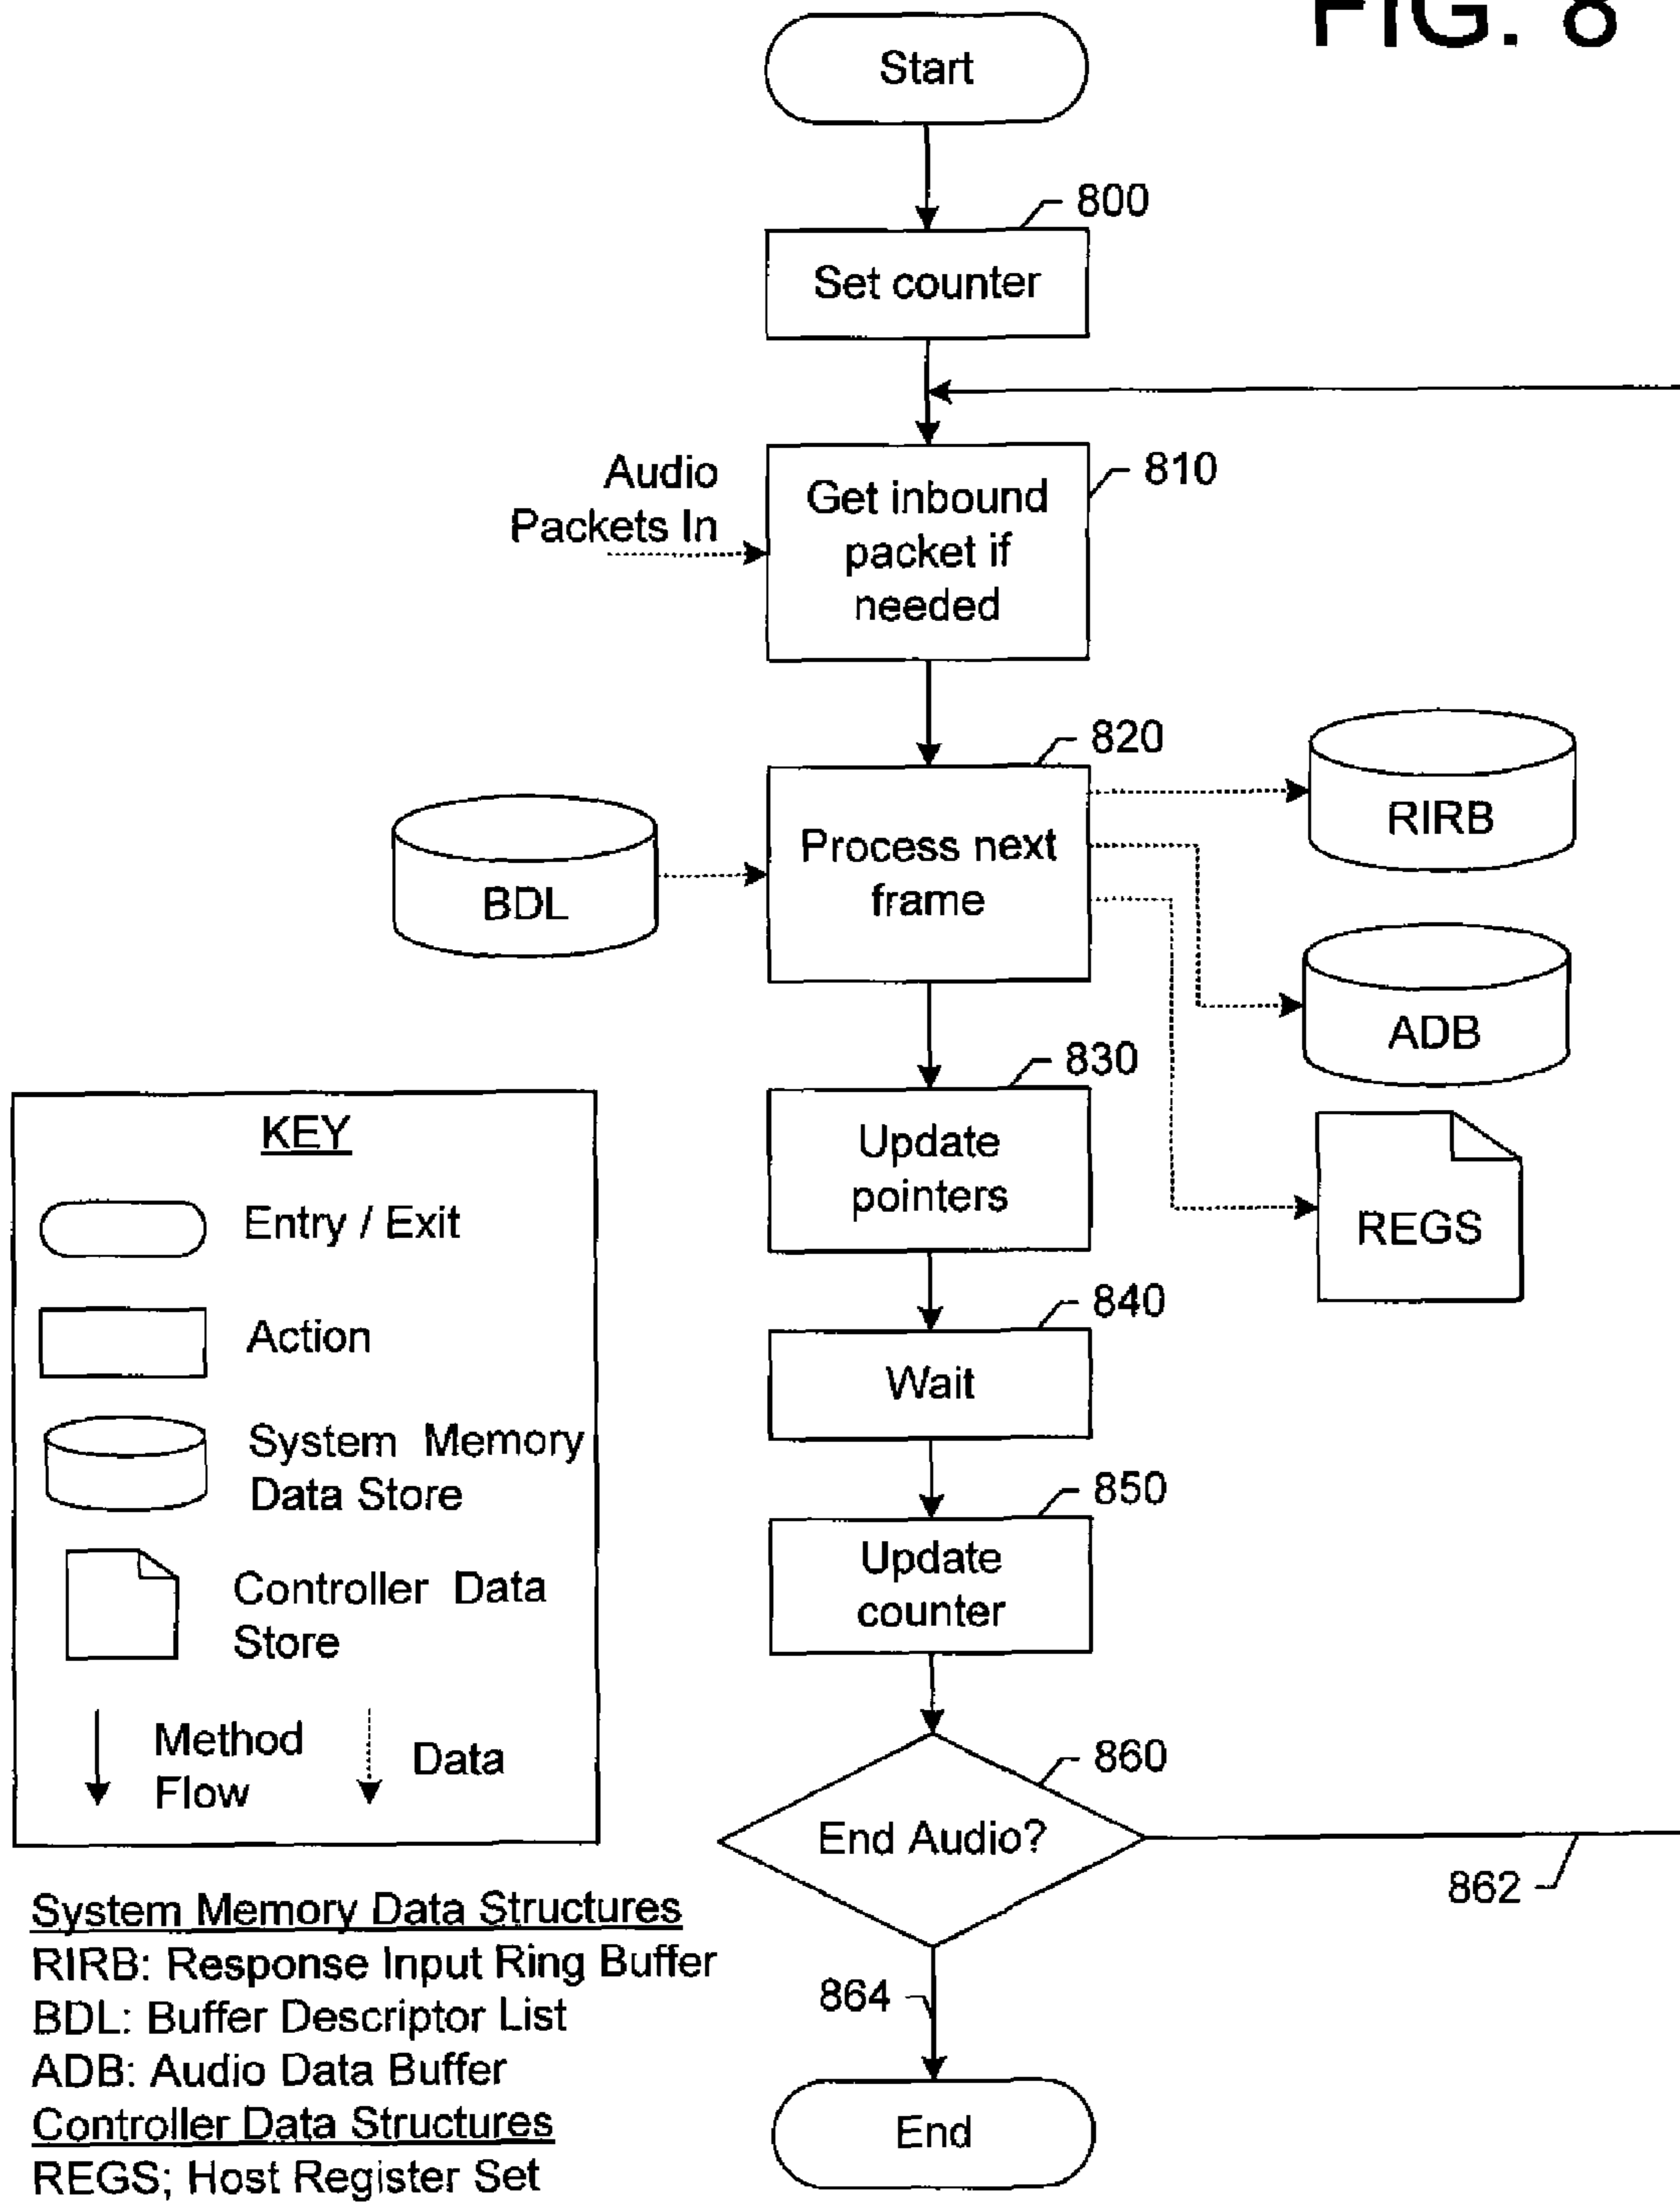 FIG. 8
Start
800
Set counter
810
Audio
Packets In
Get inbound
packet if
needed
820
RIRB
Process next
frame
BDL
ADB
830
KEY
Update
pointers
REGS
Entry / Exit
840
Action
Wait
System Memory
Data Store
850
Update
counter
Controller Data
Store
Method
Flow
Data
860
End Audio?
862
System Memory Data Structures
RIRB: Response Input Ring Buffer
BDL: Buffer Descriptor List
ADB: Audio Data Buffer
Controller Data Structures
REGS; Host Register Set
864
End